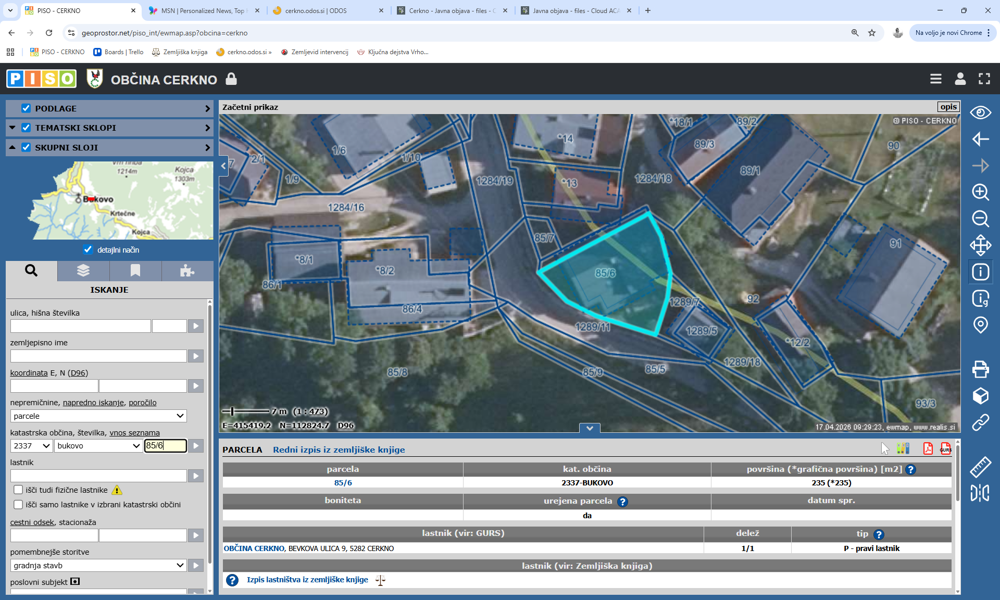 PISO - CERKNO
MSN | Personalized News, Top H
cerkno.odos.si | ODOS
Cerkno - Javna objava - files - C
Javna objava - files - Cloud ACA
geoprostor.net/piso_int/ewmap.asp?obcina=cerkno
Na voljo je novi Chrome
PISO - CERKNO
Boards | Trello
Zemljiška knjiga
cerkno.odos.si »
Zemljevid intervencij
Ključna dejstva Vrho...
PISO
OBČINA CERKNO
PODLAGE
TEMATSKI SKLOPI
SKUPNI SLOJI
1214m
Kojca
1303m
Bukovo
Krtečne
Kojca
detajlni način
ISKANJE
ulica, hišna številka
zemljepisno ime
koordinata E, N (D96)
nepremičnine, napredno iskanje, poročilo
parcele
katastrska občina, številka, vnos seznama
2337
bukovo
85/6
lastnik
išči tudi fizične lastnike
išči samo lastnike v izbrani katastrski občini
cestni odsek, stacionaža
pomembnejše storitve
gradnja stavb
poslovni subjekt
Začetni prikaz
opis
© PISO - CERKNO
*18/1
89/2
*14
89/3
90
1/6
1/10
2/1
7
89/1
1/9
1284/19
*13
1284/18
1284/16
85/7
91
*8/1
*8/2
85/6
86/1
92
1289/7
86/4
1289/11
1289/5
*12/2
1289/18
85/8
85/9
85/5
93/3
7 m (1 : 473)
E=415419.2 N=112824.7 D96
17.04.2026 09:29:23, ewmap, www.realis.si
PARCELA
Redni izpis iz zemljiške knjige
GURS
parcela
kat. občina
površina (*grafična površina) [m2]
85/6
2337-BUKOVO
235 (*235)
boniteta
urejena parcela
datum spr.
da
lastnik (vir: GURS)
delež
tip
OBČINA CERKNO, BEVKOVA ULICA 9, 5282 CERKNO
1/1
P - pravi lastnik
lastnik (vir: Zemljiška knjiga)
Izpis lastništva iz zemljiške knjige